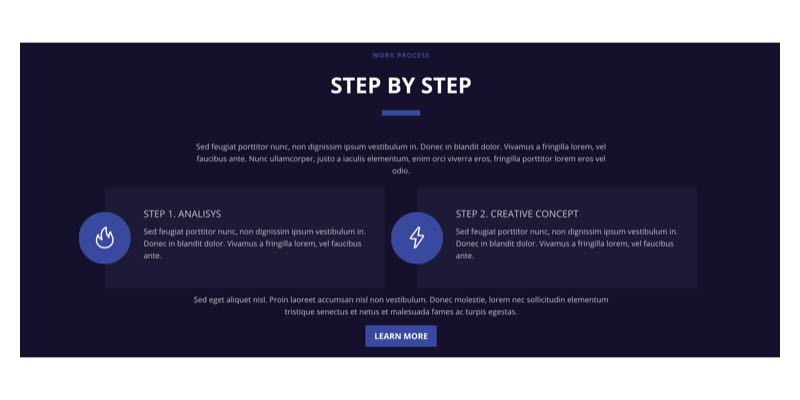 WORK PROCESS
STEP BY STEP
Sed feugiat porttitor nunc, non dignissim ipsum vestibulum in. Donec in blandit dolor. Vivamus a fringilla lorem, vel
faucibus ante. Nunc ullamcorper, justo a iaculis elementum, enim orci viverra eros, fringilla porttitor lorem eros vel
odio.
STEP 1. ANALISYS
Sed feugiat porttitor nunc, non dignissim ipsum vestibulum in.
Donec in blandit dolor. Vivamus a fringilla lorem, vel faucibus
ante.
STEP 2. CREATIVE CONCEPT
Sed feugiat porttitor nunc, non dignissim ipsum vestibulum in.
Donec in blandit dolor. Vivamus a fringilla lorem, vel faucibus
ante.
Sed eget aliquet nisl. Proin laoreet accumsan nisl non vestibulum. Donec molestie, lorem nec sollicitudin elementum
tristique senectus et netus et malesuada fames ac turpis egestas.
LEARN MORE